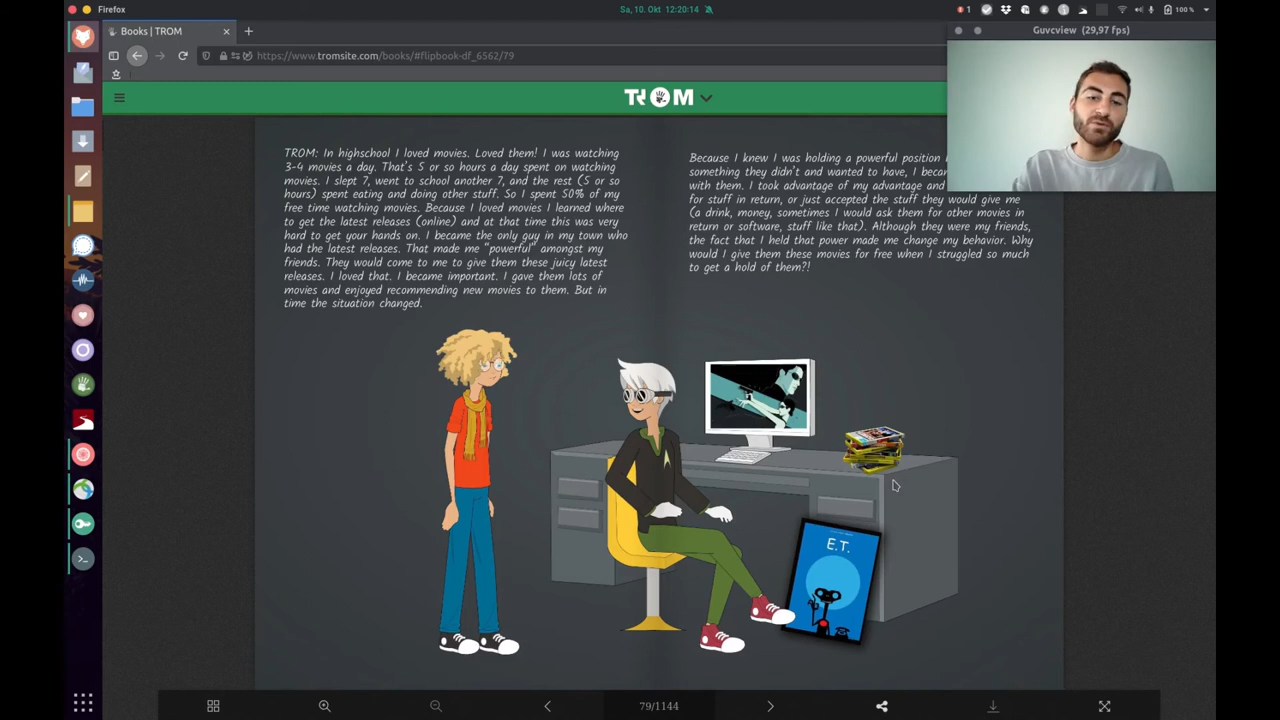 Firefox
Sa, 10. Okt 12:20:14
1
100 %
Books | TROM
Guvcview (29,97 fps)
https://www.tromsite.com/books/#flipbook-df_6562/79
TROM
TROM: In highschool I loved movies. Loved them! I was watching
3-4 movies a day. That's 5 or so hours a day spent on watching
movies. I slept 7, went to school another 7, and the rest (5 or so
hours) spent eating and doing other stuff. So I spent 50% of my
free time watching movies. Because I loved movies I learned where
to get the latest releases (online) and at that time this was very
hard to get your hands on. I became the only guy in my town who
had the latest releases. That made me "powerful" amongst my
friends. They would come to me to give them these juicy latest
releases. I loved that. I became important. I gave them lots of
movies and enjoyed recommending new movies to them. But in
time the situation changed.
Because I knew I was holding a powerful position
something they didn't and wanted to have, I becam
with them. I took advantage of my advantage and
for stuff in return, or just accepted the stuff they would give me
(a drink, money, sometimes I would ask them for other movies in
return or software, stuff like that). Although they were my friends,
the fact that I held that power made me change my behavior. Why
would I give them these movies for free when I struggled so much
to get a hold of them?!
E.T.
79/1144